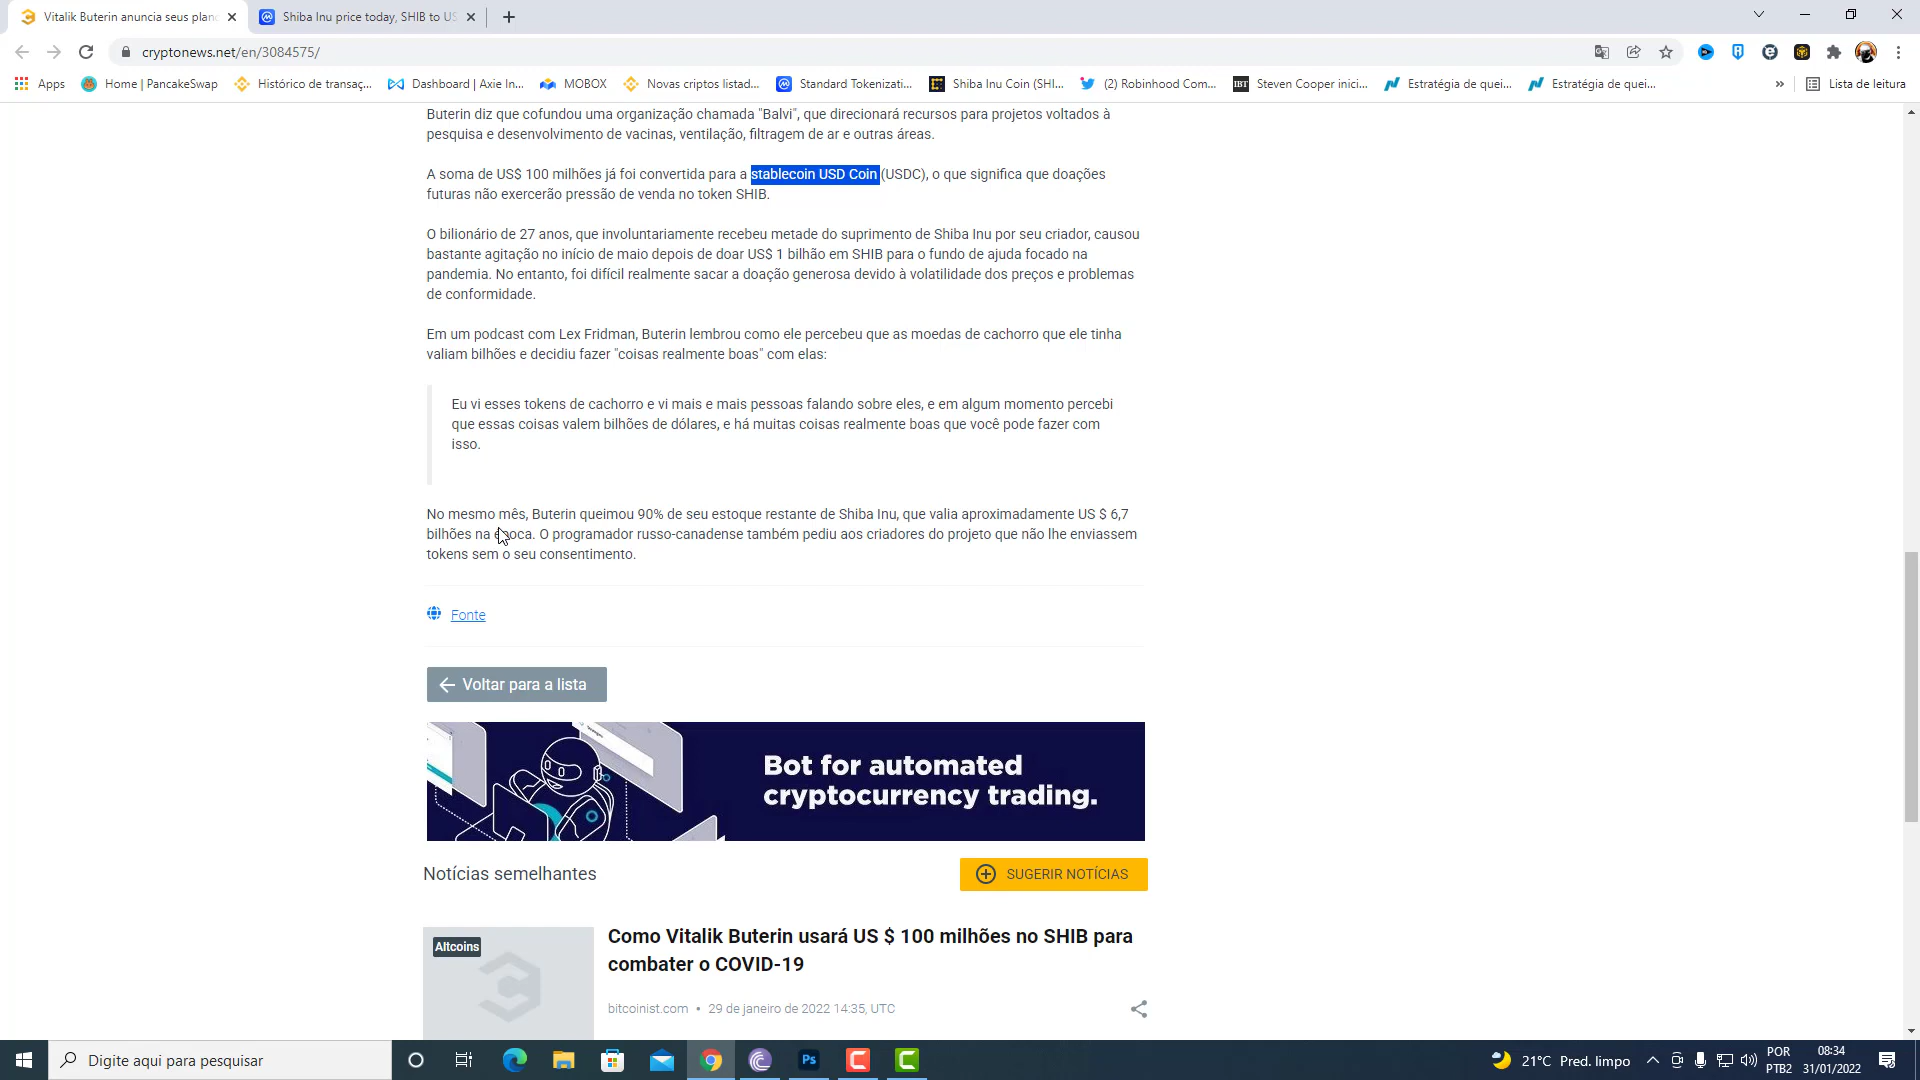 Vitalik Buterin anuncia seus plano
Shiba Inu price today, SHIB to US
cryptonews.net/en/3084575/
Apps
Home | PancakeSwap
Histórico de transaç...
Dashboard | Axie In...
MOBOX
Novas criptos listad...
Standard Tokenizati...
Shiba Inu Coin (SHI...
(2) Robinhood Com...
IBT
Steven Cooper inici...
Estratégia de quei...
Estratégia de quei...
»
Lista de leitura
Buterin diz que cofundou uma organização chamada "Balvi", que direcionará recursos para projetos voltados à
pesquisa e desenvolvimento de vacinas, ventilação, filtragem de ar e outras áreas.
A soma de US$ 100 milhões já foi convertida para a stablecoin USD Coin (USDC), o que significa que doações
futuras não exercerão pressão de venda no token SHIB.
O bilionário de 27 anos, que involuntariamente recebeu metade do suprimento de Shiba Inu por seu criador, causou
bastante agitação no início de maio depois de doar US$ 1 bilhão em SHIB para o fundo de ajuda focado na
pandemia. No entanto, foi difícil realmente sacar a doação generosa devido à volatilidade dos preços e problemas
de conformidade.
Em um podcast com Lex Fridman, Buterin lembrou como ele percebeu que as moedas de cachorro que ele tinha
valiam bilhões e decidiu fazer "coisas realmente boas" com elas:
Eu vi esses tokens de cachorro e vi mais e mais pessoas falando sobre eles, e em algum momento percebi
que essas coisas valem bilhões de dólares, e há muitas coisas realmente boas que você pode fazer com
isso.
No mesmo mês, Buterin queimou 90% de seu estoque restante de Shiba Inu, que valia aproximadamente US $ 6,7
bilhões na época. O programador russo-canadense também pediu aos criadores do projeto que não lhe enviassem
tokens sem o seu consentimento.
Fonte
Voltar para a lista
Bot for automated
cryptocurrency trading.
Notícias semelhantes
SUGERIR NOTÍCIAS
Altcoins
Como Vitalik Buterin usará US $ 100 milhões no SHIB para
combater o COVID-19
bitcoinist.com • 29 de janeiro de 2022 14:35, UTC
Digite aqui para pesquisar
Ps
21°C Pred. limpo
POR
PTB2
08:34
31/01/2022